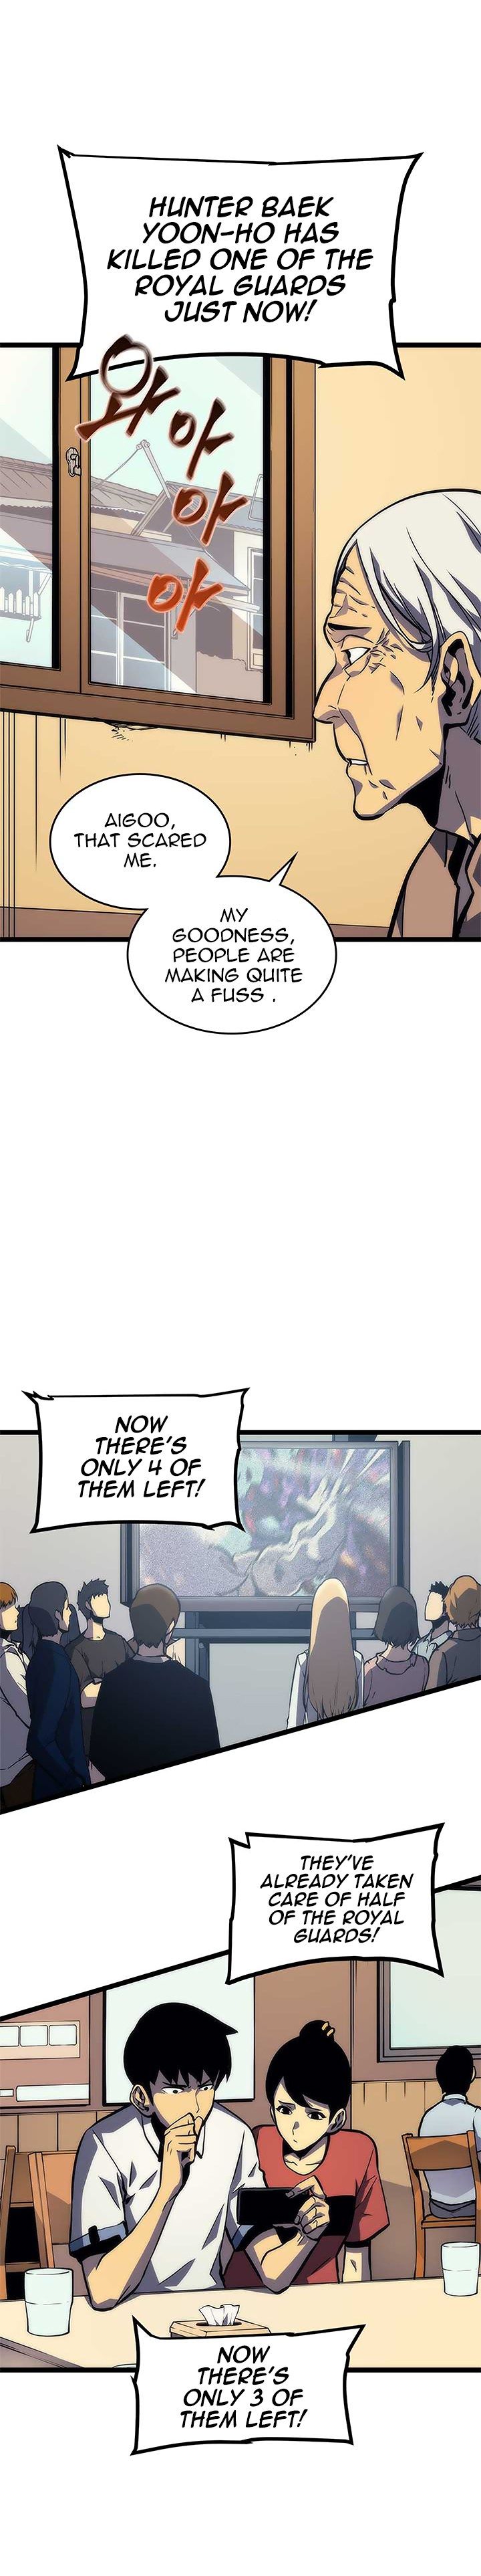 HUNTER BAEK
YOON-HO HAS
KILLED ONE OF THE
ROYAL GUARDS
JUST NOW!
와아아아
AIGOO,
THAT SCARED
ME.
MY
GOODNESS,
PEOPLE ARE
MAKING QUITE
A FUSS .
NOW
THERE'S
ONLY 4 OF
THEM LEFT!
THEY'VE
ALREADY TAKEN
CARE OF HALF
OF THE ROYAL
GUARDS!
NOW
THERE'S
ONLY 3 OF
THEM LEFT!